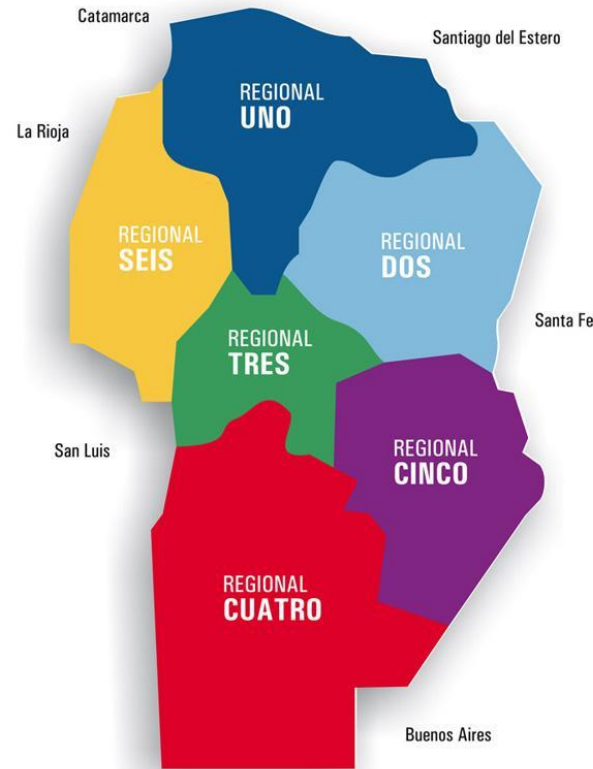 Catamarca
Santiago del Estero
REGIONAL
UNO
La Rioja
REGIONAL
SEIS
REGIONAL
DOS
Santa Fe
REGIONAL
TRES
San Luis
REGIONAL
CINCO
REGIONAL
CUATRO
Buenos Aires